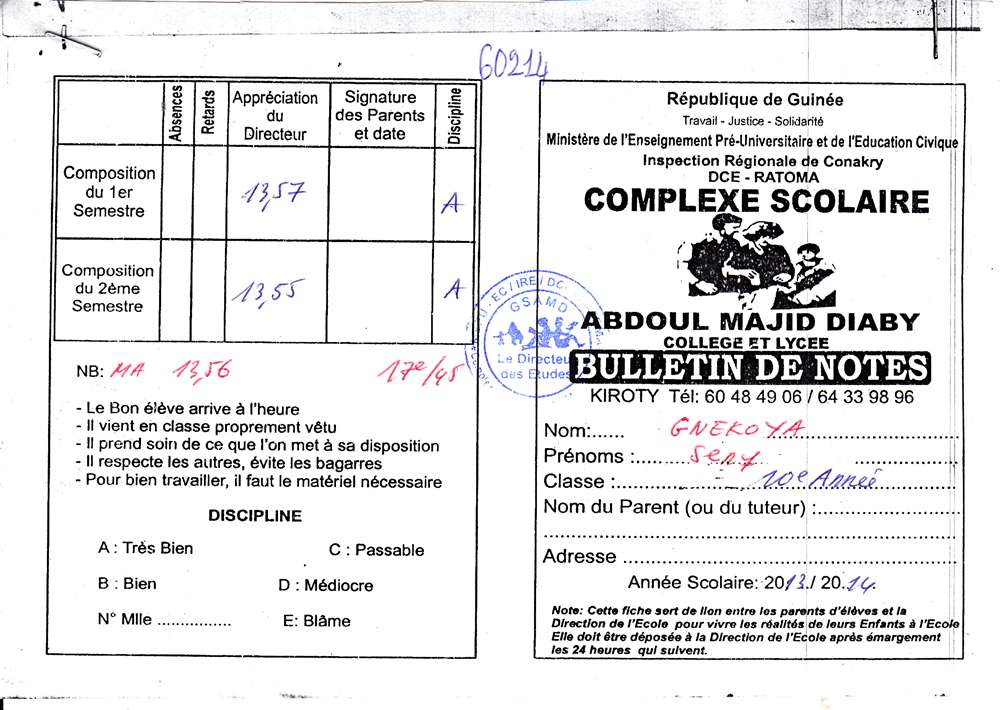 60214
Absences
Retards
Appréciation
du
Directeur
Signature
des Parents
et date
Discipline
Composition
du 1er
Semestre
13,57
A
Composition
du 2ème
Semestre
13,55
A
NB: MA 13,56 17e/45
- Le Bon élève arrive à l'heure
- Il vient en classe proprement vêtu
- Il prend soin de ce que l'on met à sa disposition
- Il respecte les autres, évite les bagarres
- Pour bien travailler, il faut le matériel nécessaire
DISCIPLINE
A : Très Bien C : Passable
B : Bien D : Médiocre
N° Mlle ................. E: Blâme
GSAMD
Le Directeur
des Etudes
République de Guinée
Travail - Justice - Solidarité
Ministère de l'Enseignement Pré-Universitaire et de l'Education Civique
Inspection Régionale de Conakry
DCE - RATOMA
COMPLEXE SCOLAIRE
ABDOUL MAJID DIABY
COLLEGE ET LYCEE
BULLETIN DE NOTES
KIROTY Tél: 60 48 49 06 / 64 33 98 96
Nom:...... GNEKOYA
Prénoms :......... Seny
Classe :.............. 10e Année
Nom du Parent (ou du tuteur) :......................
Adresse ......................................................
Année Scolaire: 2013./ 20.14.
Note: Cette fiche sert de lion entre les parents d'élèves et la
Direction de l'Ecole pour vivre les réalités de leurs Enfants à l'Ecole
Elle doit être déposée à la Direction de l'Ecole après émargement
les 24 heures qui suivent.